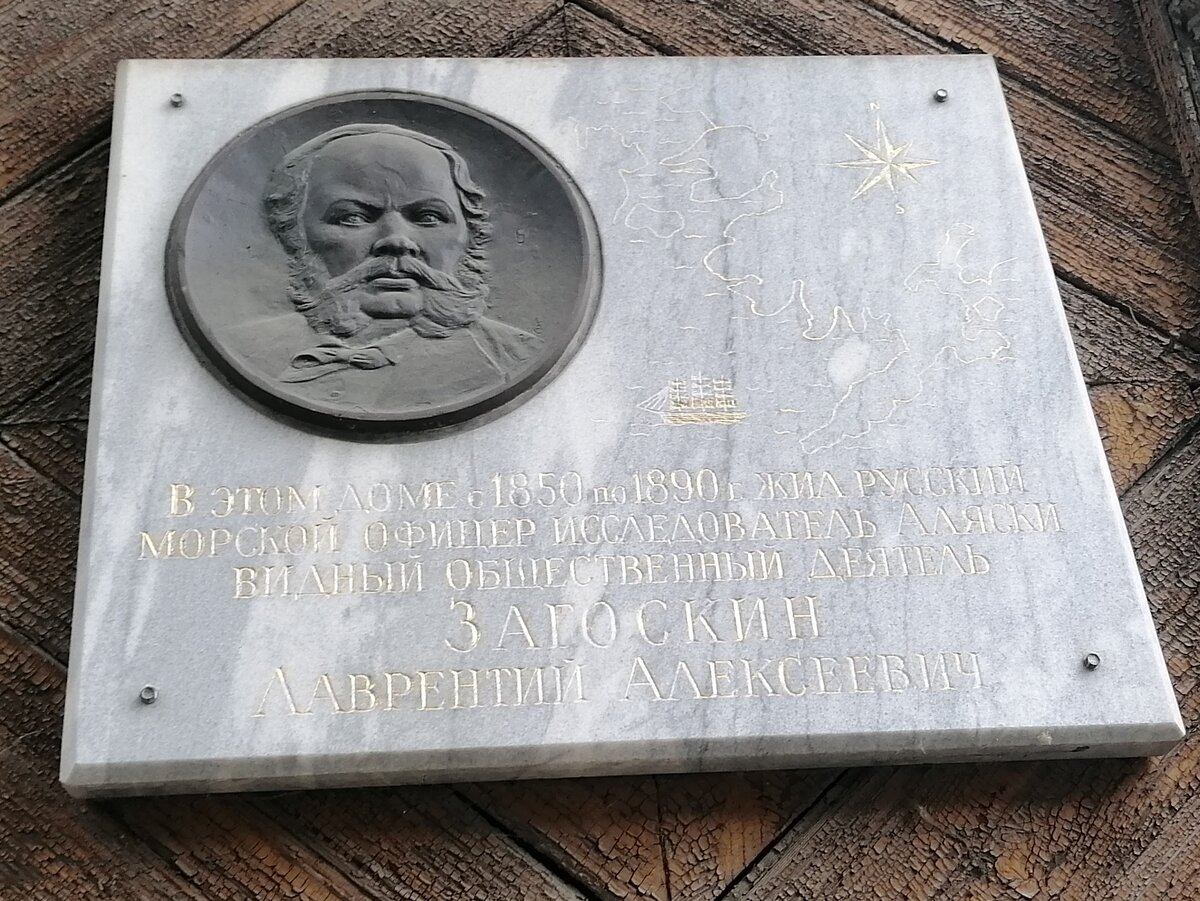 N
S
В ЭТОМ ДОМЕ с 1850 по 1890 г. ЖИЛ РУССКИЙ
МОРСКОЙ ОФИЦЕР ИССЛЕДОВАТЕЛЬ АЛЯСКИ
ВИДНЫЙ ОБЩЕСТВЕННЫЙ ДЕЯТЕЛЬ
ЗАГОСКИН
ЛАВРЕНТИЙ АЛЕКСЕЕВИЧ